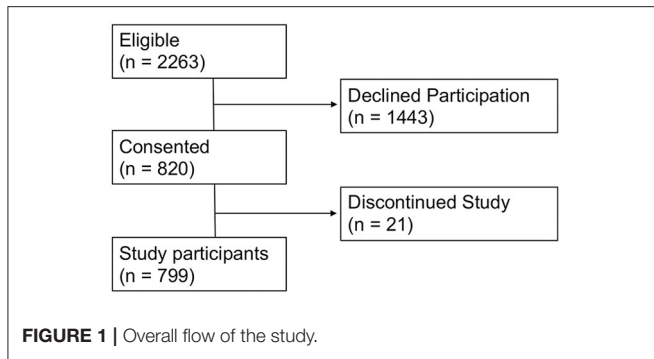 Eligible
(n = 2263)
Declined Participation
(n = 1443)
Consented
(n = 820)
Discontinued Study
(n = 21)
Study participants
(n = 799)
FIGURE 1 | Overall flow of the study.